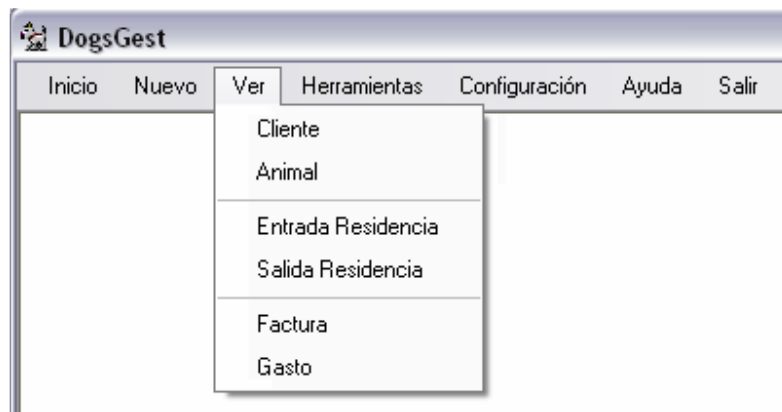 DogsGest
Inicio Nuevo Ver Herramientas Configuración Ayuda Salir
Cliente
Animal
Entrada Residencia
Salida Residencia
Factura
Gasto